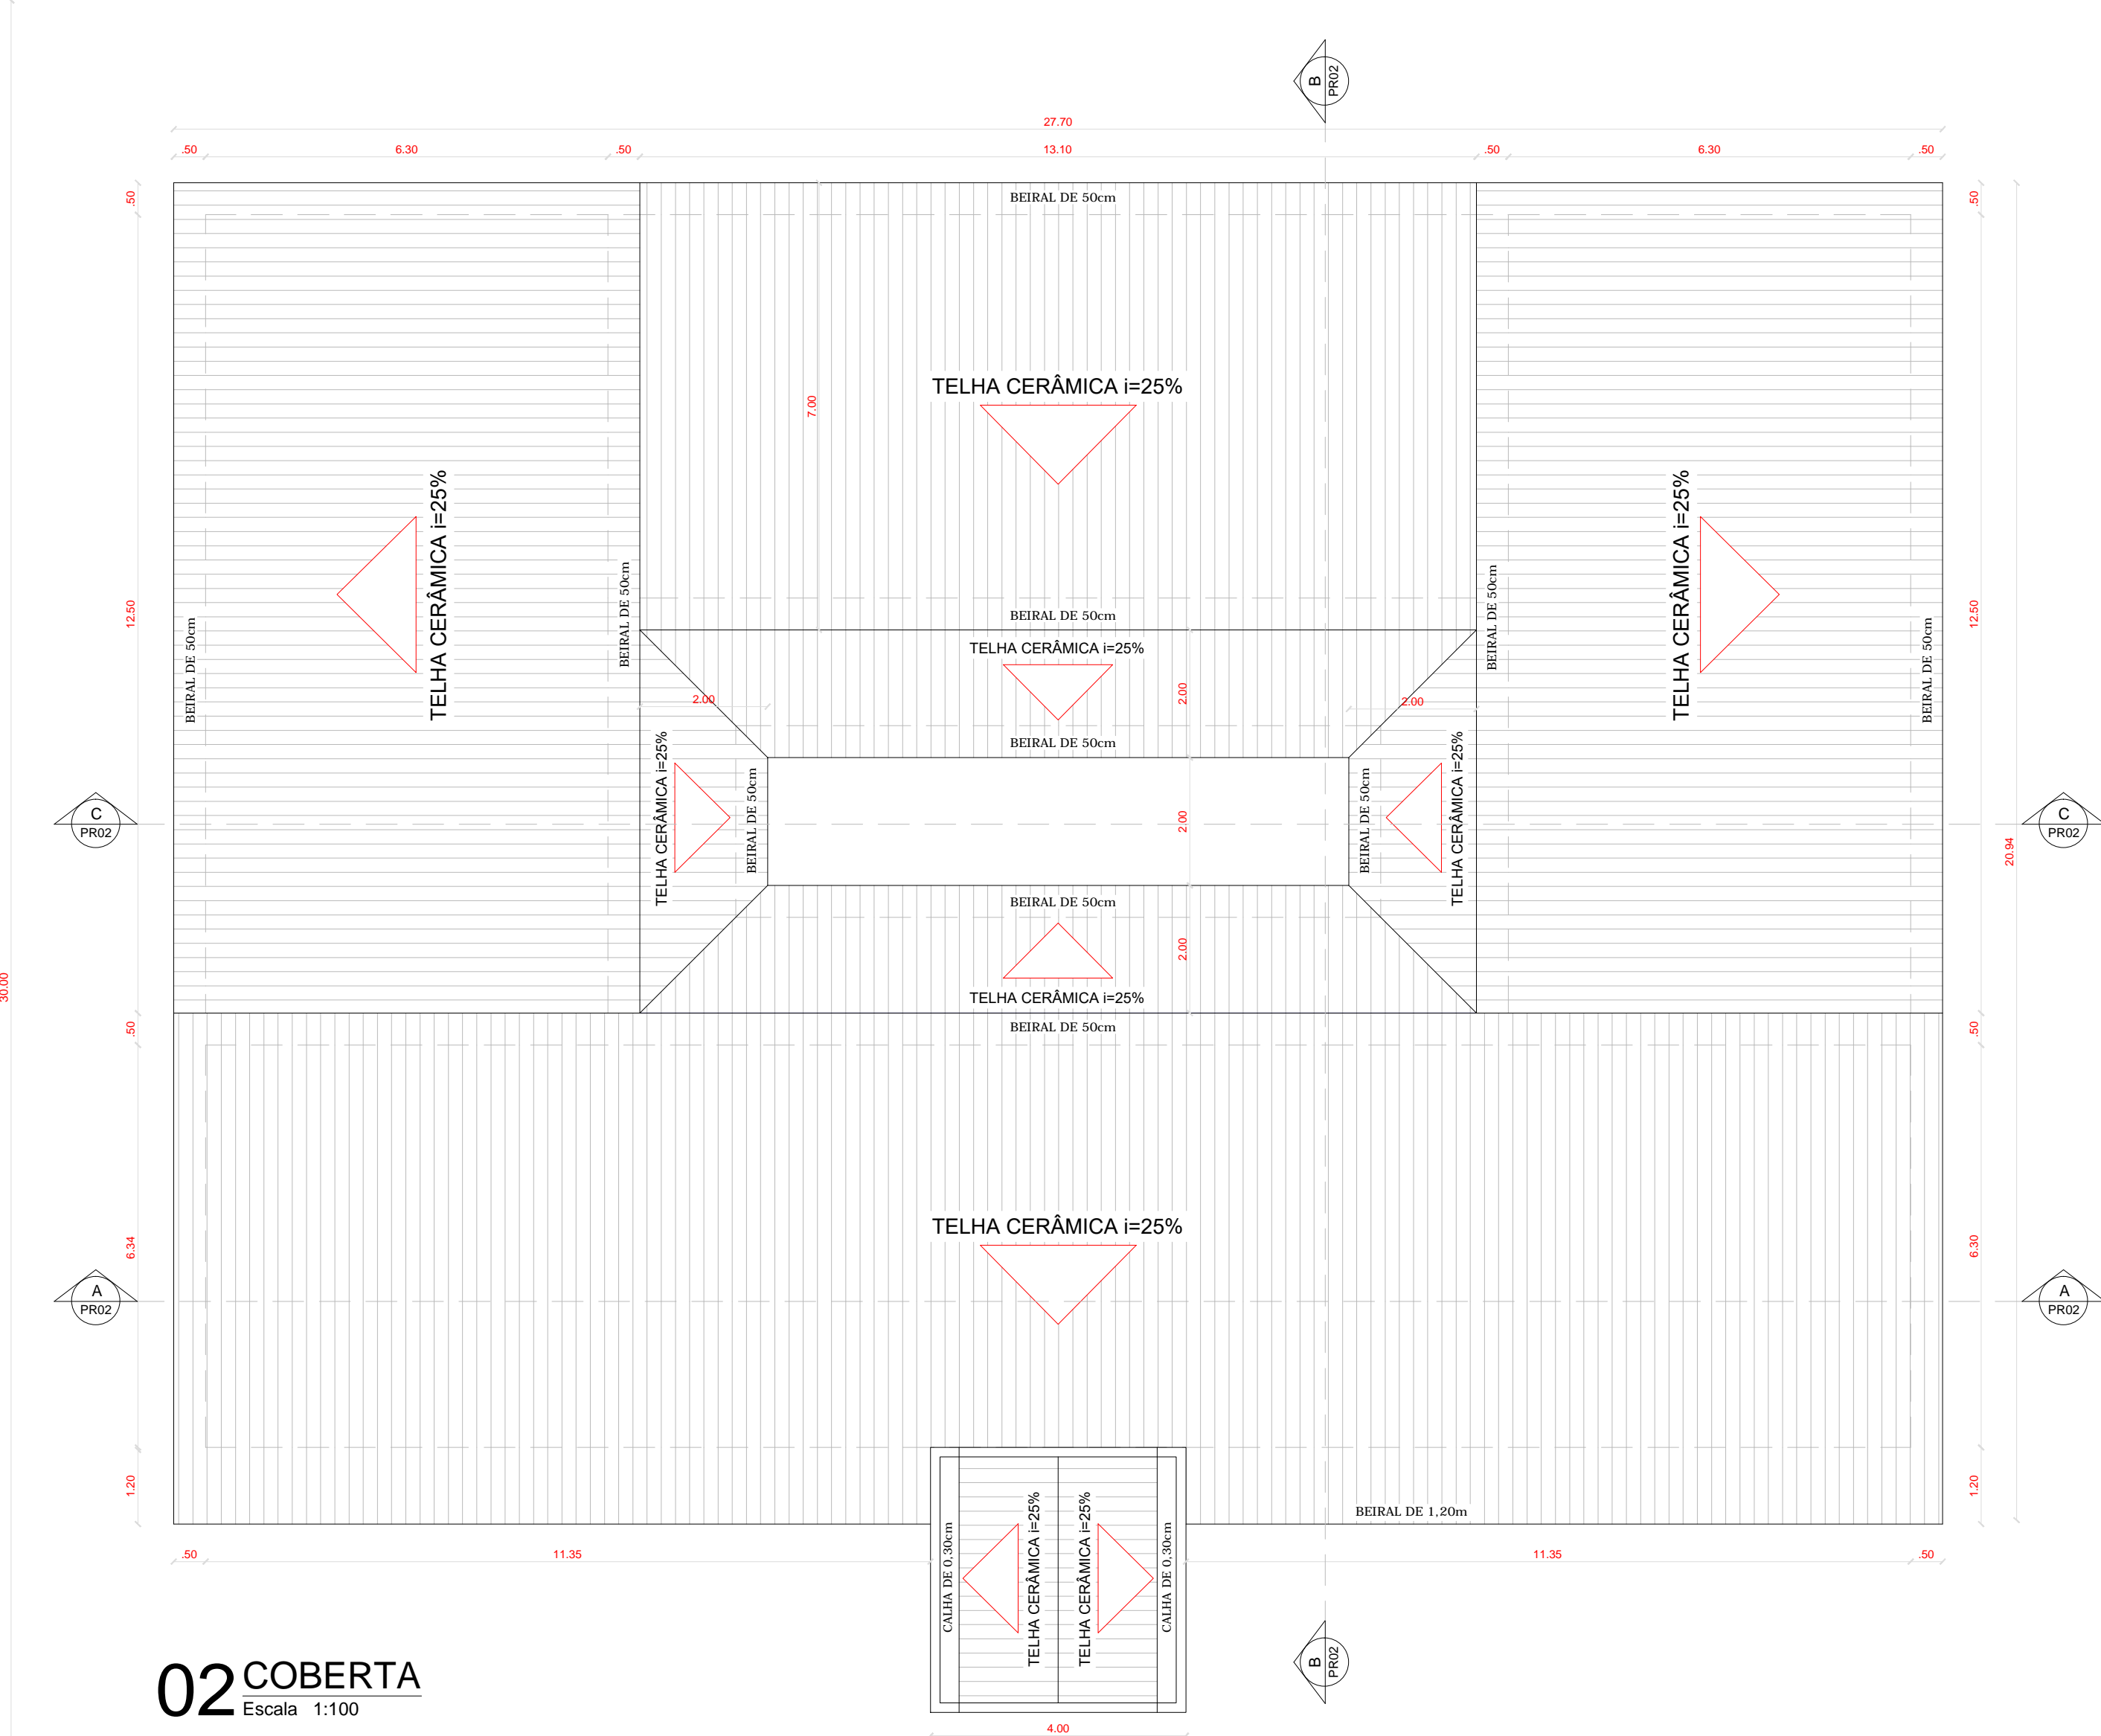 B
PR02
27.70
.50
6.30
.50
13.10
.50
6.30
.50
.50
BEIRAL DE 50cm
.50
TELHA CERÂMICA i=25%
7.00
TELHA CERÂMICA i=25%
TELHA CERÂMICA i=25%
12.50
BEIRAL DE 50cm
BEIRAL DE 50cm
BEIRAL DE 50cm
BEIRAL DE 50cm
BEIRAL DE 50cm
12.50
TELHA CERÂMICA i=25%
2.00
2.00
2.00
BEIRAL DE 50cm
TELHA CERÂMICA i=25%
BEIRAL DE 50cm
BEIRAL DE 50cm
TELHA CERÂMICA i=25%
C
PR02
2.00
C
PR02
20.94
BEIRAL DE 50cm
2.00
30.00
TELHA CERÂMICA i=25%
.50
BEIRAL DE 50cm
.50
TELHA CERÂMICA i=25%
6.34
6.30
A
PR02
A
PR02
1.20
BEIRAL DE 1,20m
1.20
.50
11.35
11.35
.50
CALHA DE 0,30cm
TELHA CERÂMICA i=25%
TELHA CERÂMICA i=25%
CALHA DE 0,30cm
B
PR02
02 COBERTA
Escala 1:100
4.00